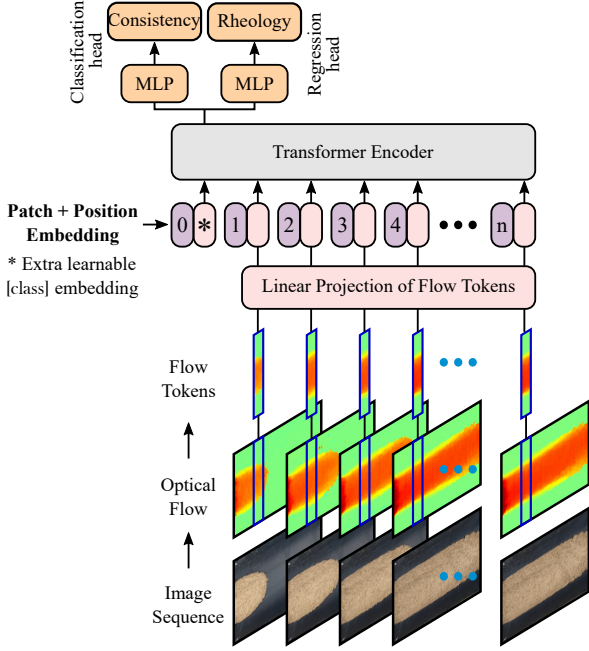 Classification
head
Consistency
Rheology
Regression
head
MLP
MLP
Transformer Encoder
Patch + Position
Embedding
0 * 1 2 3 4 n
* Extra learnable
[class] embedding
Linear Projection of Flow Tokens
Flow
Tokens
Optical
Flow
Image
Sequence